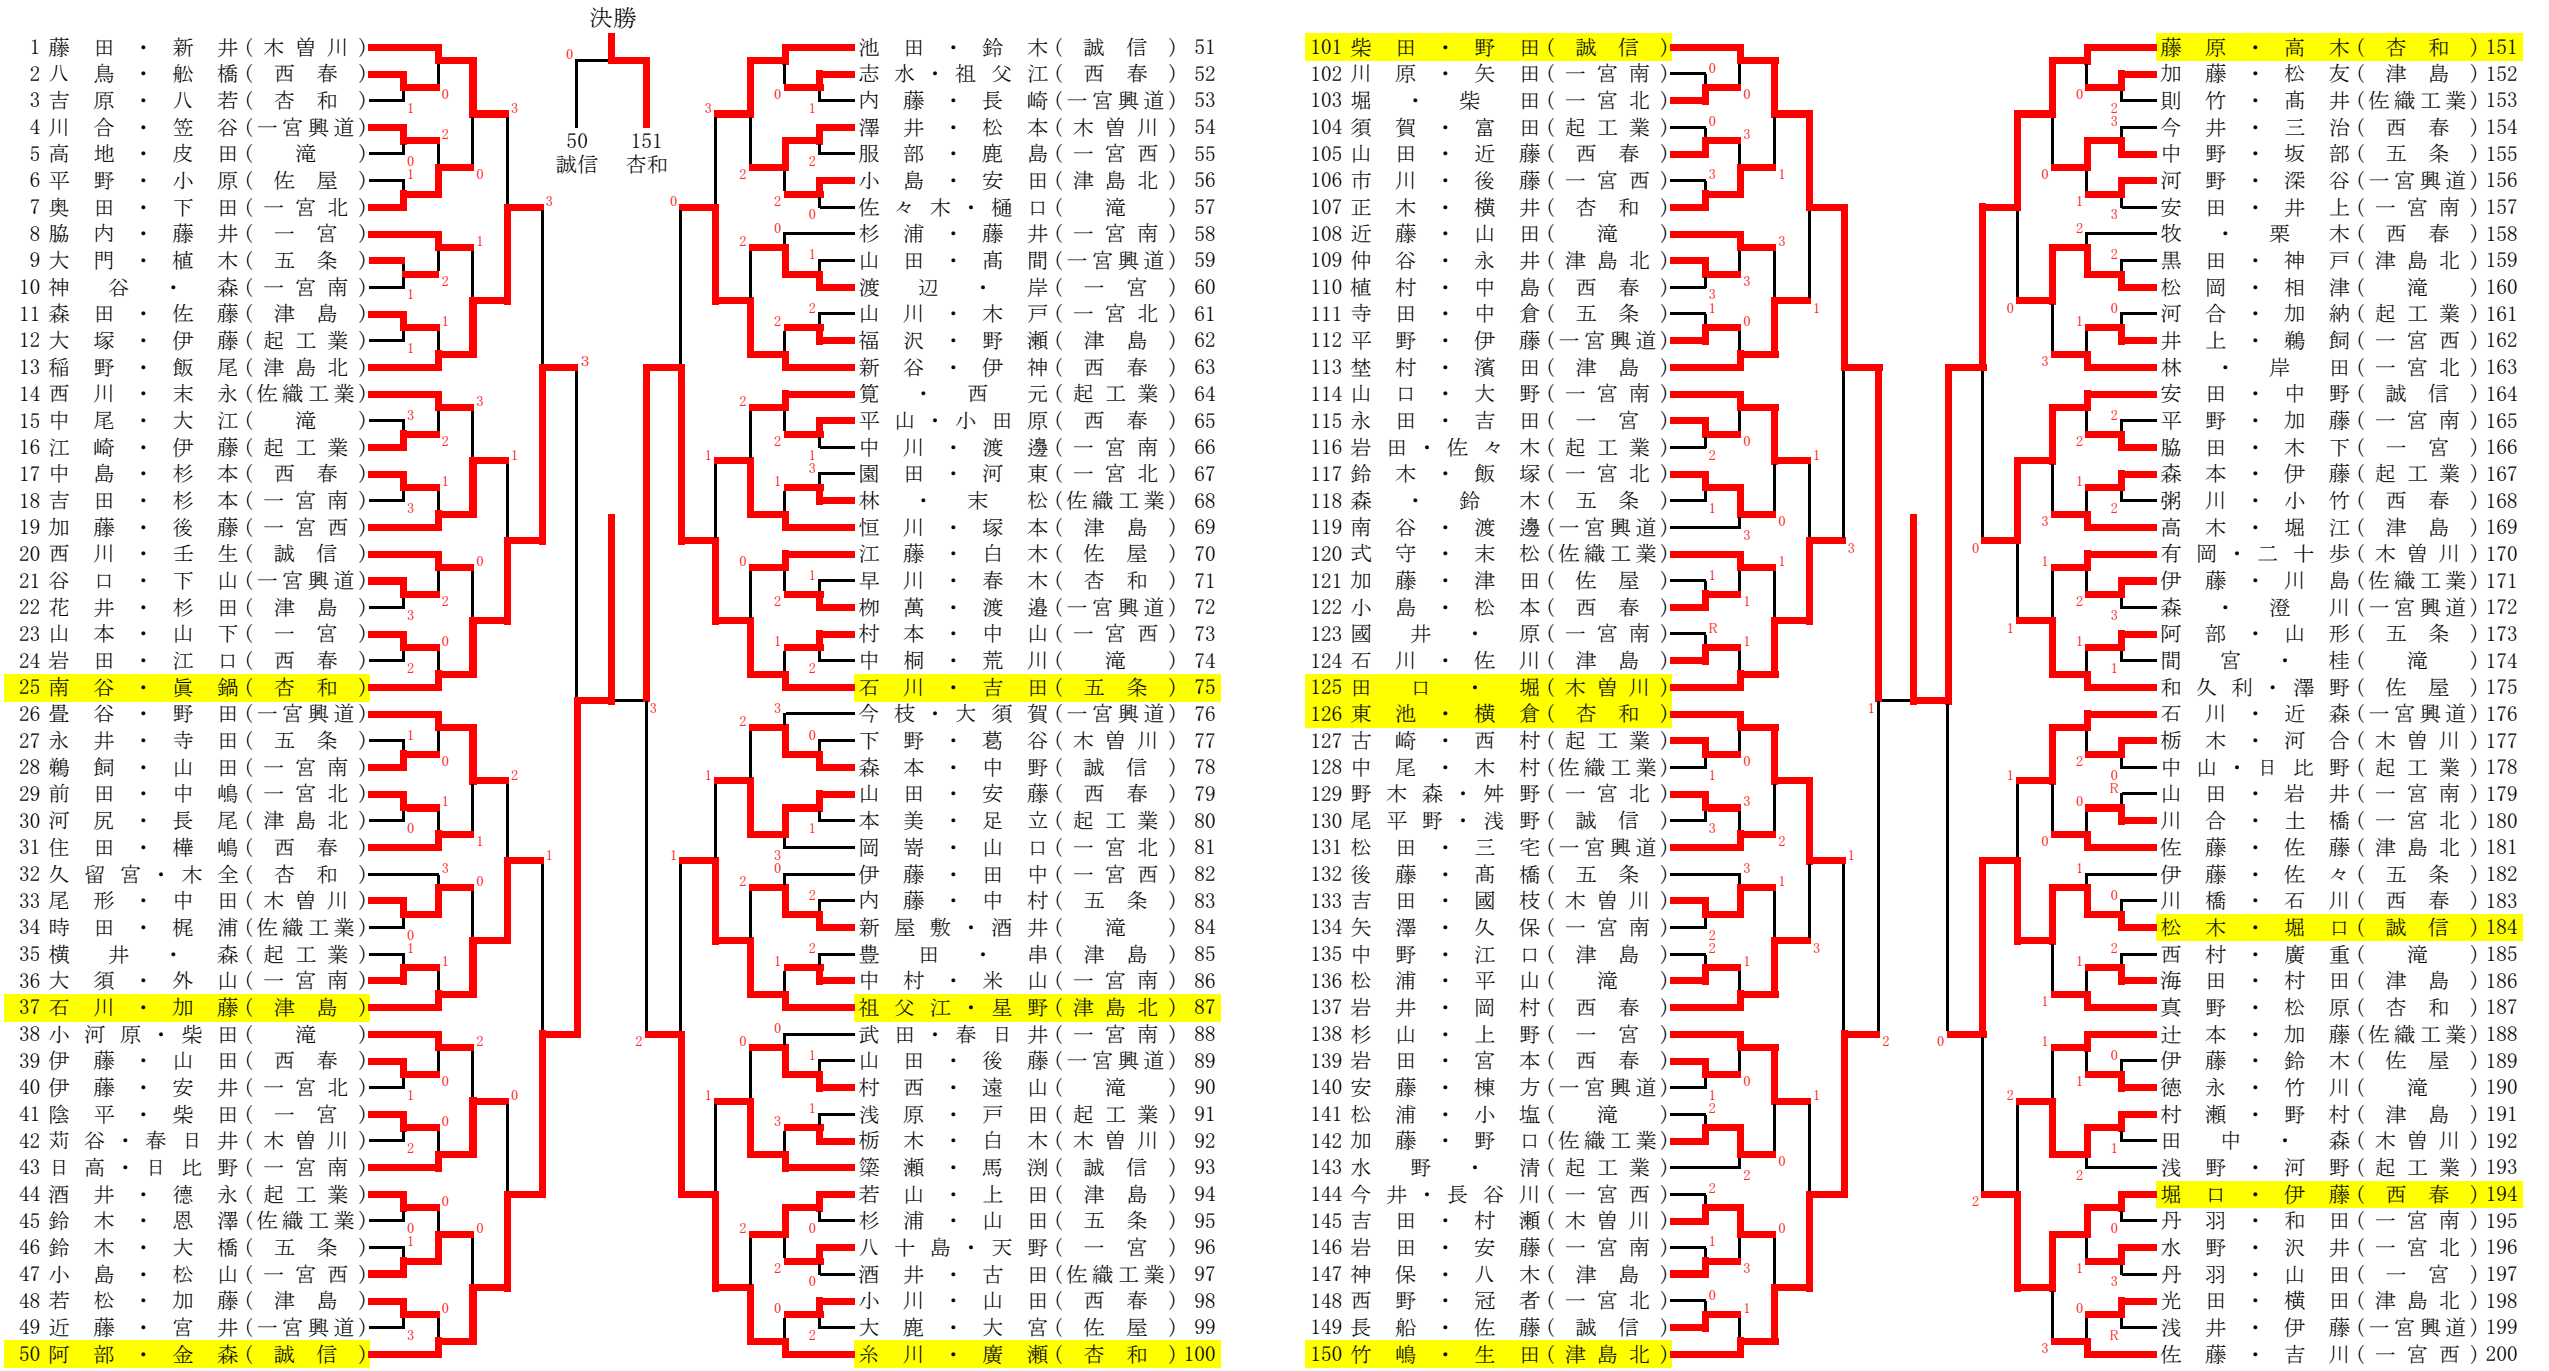 決勝
0
50 151
誠信 杏和
1 藤田・新井(木曽川)
2 八鳥・舩橋(西春)
3 吉原・八若(杏和)
4 川合・笠谷(一宮興道)
5 高地・皮田(滝)
6 平野・小原(佐屋)
7 奥田・下田(一宮北)
8 脇内・藤井(一宮)
9 大門・植木(五条)
10 神谷・森(一宮南)
11 森田・佐藤(津島)
12 大塚・伊藤(起工業)
13 稲野・飯尾(津島北)
14 西川・末永(佐織工業)
15 中尾・大江(滝)
16 江崎・伊藤(起工業)
17 中島・杉本(西春)
18 吉田・杉本(一宮南)
19 加藤・後藤(一宮西)
20 西川・壬生(誠信)
21 谷口・下山(一宮興道)
22 花井・杉田(津島)
23 山本・山下(一宮)
24 岩田・江口(西春)
25 南谷・眞鍋(杏和)
26 畳谷・野田(一宮興道)
27 永井・寺田(五条)
28 鵜飼・山田(一宮南)
29 前田・中嶋(一宮北)
30 河尻・長尾(津島北)
31 住田・樺嶋(西春)
32 久留宮・木全(杏和)
33 尾形・中田(木曽川)
34 時田・梶浦(佐織工業)
35 横井・森(起工業)
36 大須・外山(一宮南)
37 石川・加藤(津島)
38 小河原・柴田(滝)
39 伊藤・山田(西春)
40 伊藤・安井(一宮北)
41 陰平・柴田(一宮)
42 苅谷・春日井(木曽川)
43 日高・日比野(一宮南)
44 酒井・德永(起工業)
45 鈴木・恩澤(佐織工業)
46 鈴木・大橋(五条)
47 小島・松山(一宮西)
48 若松・加藤(津島)
49 近藤・宮井(一宮興道)
50 阿部・金森(誠信)
池田・鈴木(誠信) 51
志水・祖父江(西春) 52
内藤・長崎(一宮興道) 53
澤井・松本(木曽川) 54
服部・鹿島(一宮西) 55
小島・安田(津島北) 56
佐々木・樋口(滝) 57
杉浦・藤井(一宮南) 58
山田・髙間(一宮興道) 59
渡辺・岸(一宮) 60
山川・木戸(一宮北) 61
福沢・野瀬(津島) 62
新谷・伊神(西春) 63
筧・西元(起工業) 64
平山・小田原(西春) 65
中川・渡邊(一宮南) 66
園田・河東(一宮北) 67
林・末松(佐織工業) 68
恒川・塚本(津島) 69
江藤・白木(佐屋) 70
早川・春木(杏和) 71
栁萬・渡邉(一宮興道) 72
村本・中山(一宮西) 73
中桐・荒川(滝) 74
石川・吉田(五条) 75
今枝・大須賀(一宮興道) 76
下野・葛谷(木曽川) 77
森本・中野(誠信) 78
山田・安藤(西春) 79
本美・足立(起工業) 80
岡嵜・山口(一宮北) 81
伊藤・田中(一宮西) 82
内藤・中村(五条) 83
新屋敷・酒井(滝) 84
豊田・串(津島) 85
中村・米山(一宮南) 86
祖父江・星野(津島北) 87
武田・春日井(一宮南) 88
山田・後藤(一宮興道) 89
村西・遠山(滝) 90
浅原・戸田(起工業) 91
栃木・白木(木曽川) 92
簗瀬・馬渕(誠信) 93
若山・上田(津島) 94
杉浦・山田(五条) 95
八十島・天野(一宮) 96
酒井・古田(佐織工業) 97
小川・山田(西春) 98
大鹿・大宮(佐屋) 99
糸川・廣瀬(杏和) 100
101 柴田・野田(誠信)
102 川原・矢田(一宮南)
103 堀・柴田(一宮北)
104 須賀・富田(起工業)
105 山田・近藤(西春)
106 市川・後藤(一宮西)
107 正木・横井(杏和)
108 近藤・山田(滝)
109 仲谷・永井(津島北)
110 植村・中島(西春)
111 寺田・中倉(五条)
112 平野・伊藤(一宮興道)
113 埜村・濱田(津島)
114 山口・大野(一宮南)
115 永田・吉田(一宮)
116 岩田・佐々木(起工業)
117 鈴木・飯塚(一宮北)
118 森・鈴木(五条)
119 南谷・渡邊(一宮興道)
120 式守・末松(佐織工業)
121 加藤・津田(佐屋)
122 小島・松本(西春)
123 國井・原(一宮南)
124 石川・佐川(津島)
125 田口・堀(木曽川)
126 東池・横倉(杏和)
127 古崎・西村(起工業)
128 中尾・木村(佐織工業)
129 野木森・舛野(一宮北)
130 尾平野・浅野(誠信)
131 松田・三宅(一宮興道)
132 後藤・髙橋(五条)
133 吉田・國枝(木曽川)
134 矢澤・久保(一宮南)
135 中野・江口(津島)
136 松浦・平山(滝)
137 岩井・岡村(西春)
138 杉山・上野(一宮)
139 岩田・宮本(西春)
140 安藤・棟方(一宮興道)
141 松浦・小塩(滝)
142 加藤・野口(佐織工業)
143 水野・清(起工業)
144 今井・長谷川(一宮西)
145 吉田・村瀬(木曽川)
146 岩田・安藤(一宮南)
147 神保・八木(津島)
148 西野・冠者(一宮北)
149 長船・佐藤(誠信)
150 竹嶋・生田(津島北)
藤原・高木(杏和) 151
加藤・松友(津島) 152
則竹・髙井(佐織工業) 153
今井・三治(西春) 154
中野・坂部(五条) 155
河野・深谷(一宮興道) 156
安田・井上(一宮南) 157
牧・栗木(西春) 158
黒田・神戸(津島北) 159
松岡・相津(滝) 160
河合・加納(起工業) 161
井上・鵜飼(一宮西) 162
林・岸田(一宮北) 163
安田・中野(誠信) 164
平野・加藤(一宮南) 165
脇田・木下(一宮) 166
森本・伊藤(起工業) 167
粥川・小竹(西春) 168
高木・堀江(津島) 169
有岡・二十歩(木曽川) 170
伊藤・川島(佐織工業) 171
森・澄川(一宮興道) 172
阿部・山形(五条) 173
間宮・桂(滝) 174
和久利・澤野(佐屋) 175
石川・近森(一宮興道) 176
栃木・河合(木曽川) 177
中山・日比野(起工業) 178
山田・岩井(一宮南) 179
川合・土橋(一宮北) 180
佐藤・佐藤(津島北) 181
伊藤・佐々(五条) 182
川橋・石川(西春) 183
松木・堀口(誠信) 184
西村・廣重(滝) 185
海田・村田(津島) 186
真野・松原(杏和) 187
辻本・加藤(佐織工業) 188
伊藤・鈴木(佐屋) 189
徳永・竹川(滝) 190
村瀬・野村(津島) 191
田中・森(木曽川) 192
浅野・河野(起工業) 193
堀口・伊藤(西春) 194
丹羽・和田(一宮南) 195
水野・沢井(一宮北) 196
丹羽・山田(一宮) 197
光田・横田(津島北) 198
浅井・伊藤(一宮興道) 199
佐藤・吉川(一宮西) 200